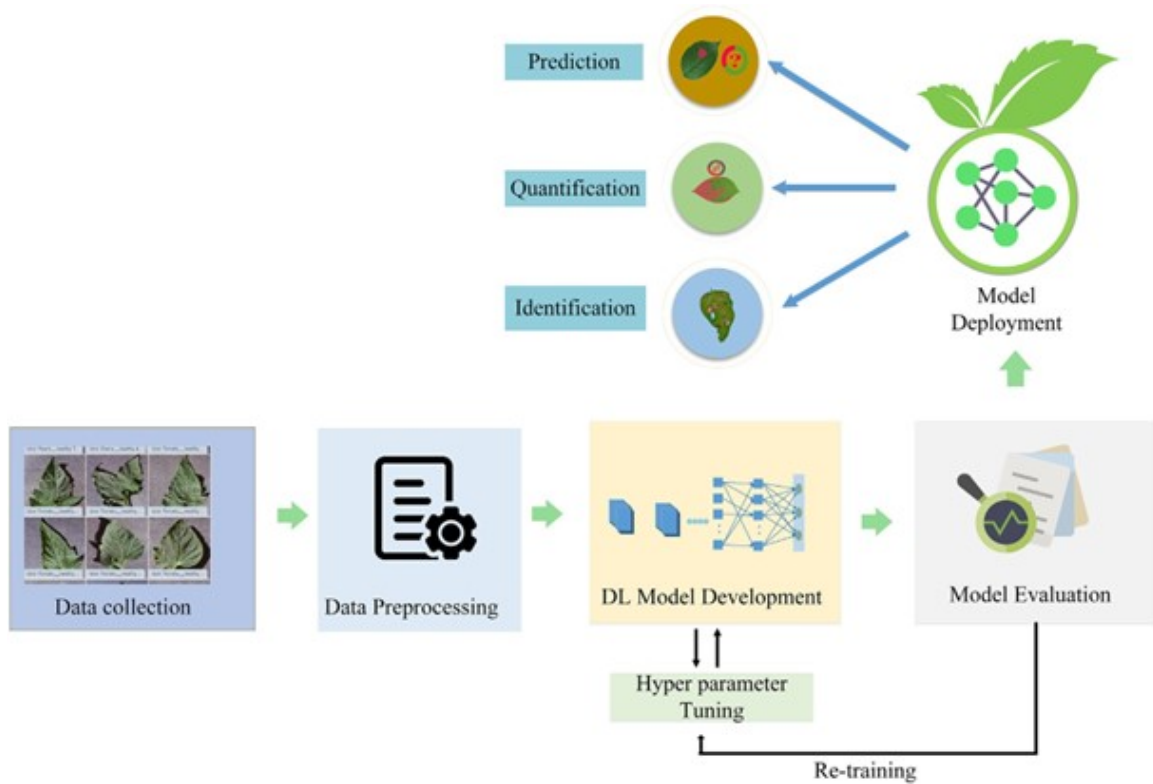 Prediction
Quantification
Identification
Model
Deployment
Data collection
Data Preprocessing
DL Model Development
Model Evaluation
Hyper parameter
Tuning
Re-training